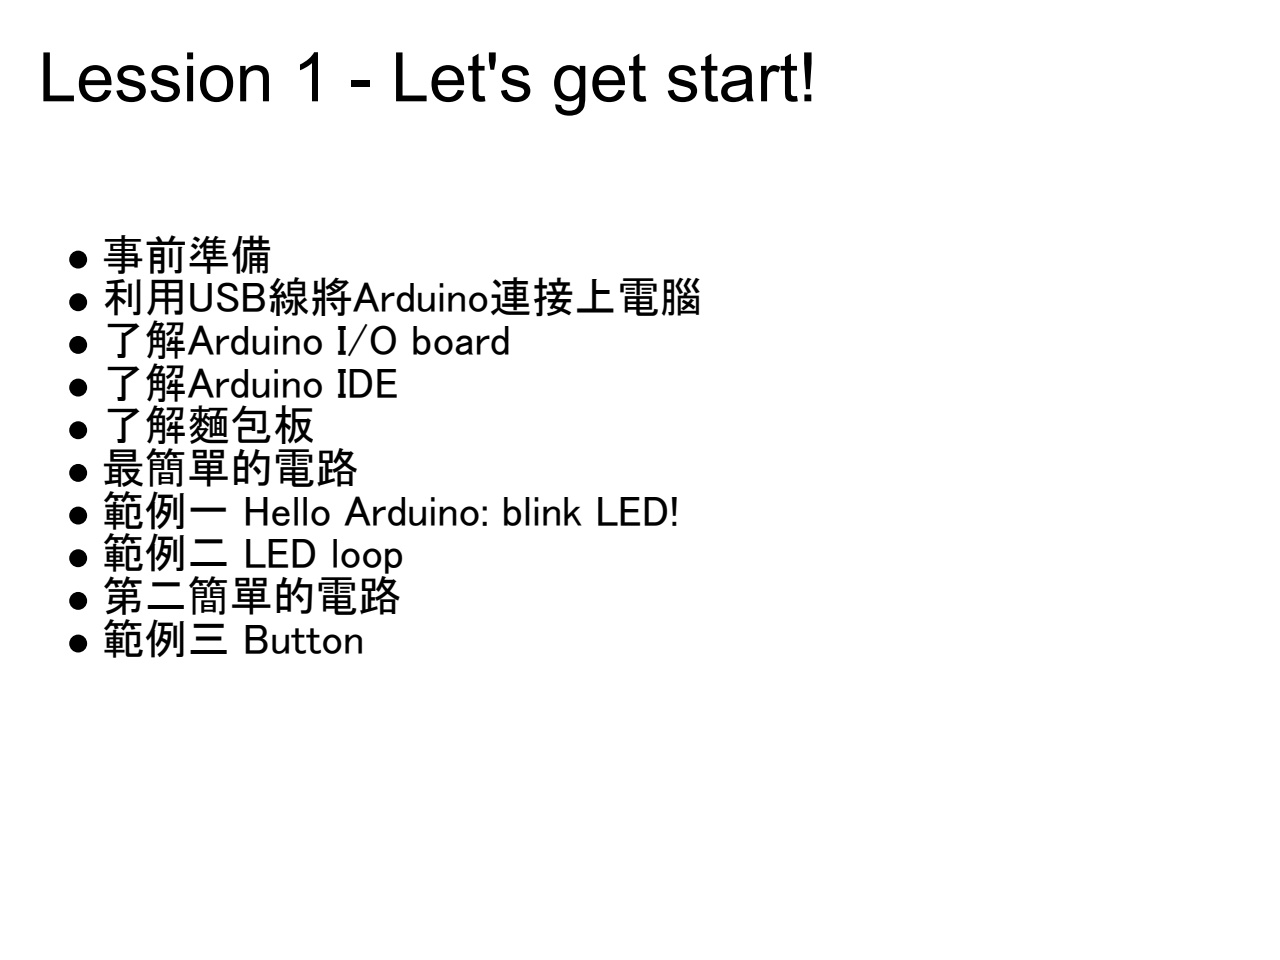 Lession 1 - Let's get start!
● 事前準備
● 利用USB線將Arduino連接上電腦
● 了解Arduino I/O board
● 了解Arduino IDE
● 了解麵包板
● 最簡單的電路
● 範例一 Hello Arduino: blink LED!
● 範例二 LED loop
● 第二簡單的電路
● 範例三 Button